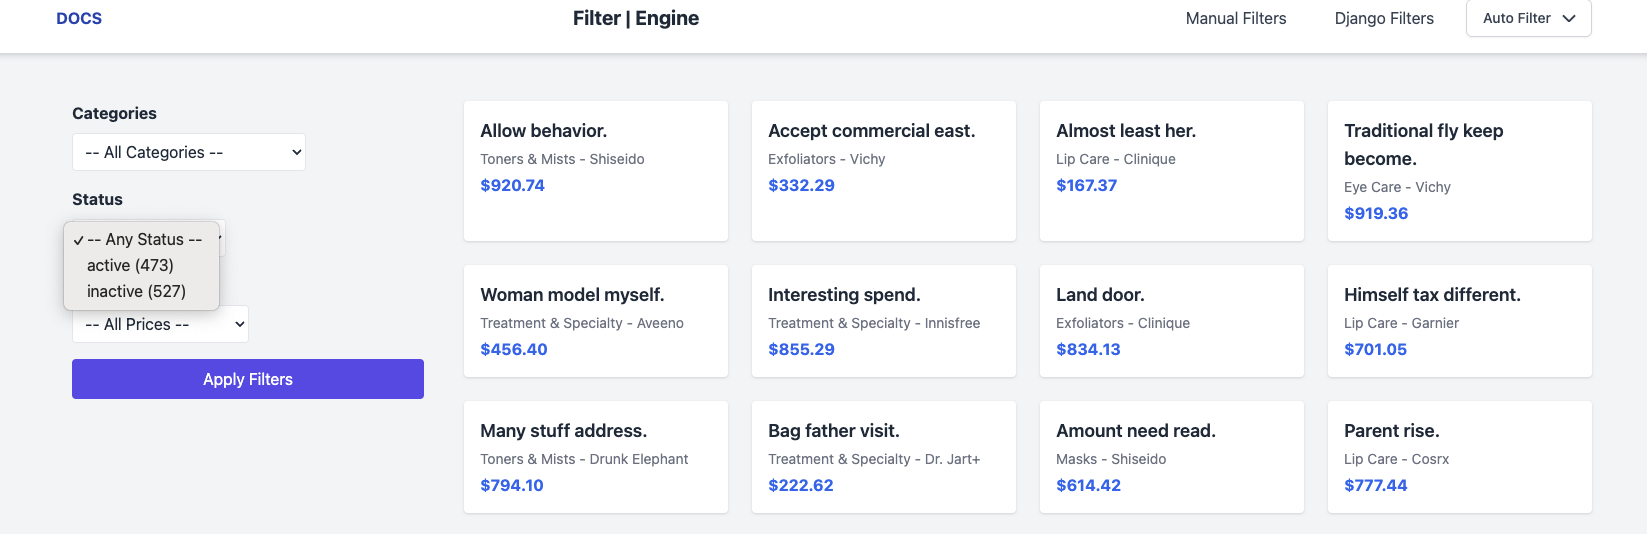 DOCS
Filter | Engine
Manual Filters
Django Filters
Auto Filter
Categories
-- All Categories --
Status
✓ -- Any Status --
active (473)
inactive (527)
-- All Prices --
Apply Filters
Allow behavior.
Toners & Mists - Shiseido
$920.74
Accept commercial east.
Exfoliators - Vichy
$332.29
Almost least her.
Lip Care - Clinique
$167.37
Traditional fly keep
become.
Eye Care - Vichy
$919.36
Woman model myself.
Treatment & Specialty - Aveeno
$456.40
Interesting spend.
Treatment & Specialty - Innisfree
$855.29
Land door.
Exfoliators - Clinique
$834.13
Himself tax different.
Lip Care - Garnier
$701.05
Many stuff address.
Toners & Mists - Drunk Elephant
$794.10
Bag father visit.
Treatment & Specialty - Dr. Jart+
$222.62
Amount need read.
Masks - Shiseido
$614.42
Parent rise.
Lip Care - Cosrx
$777.44